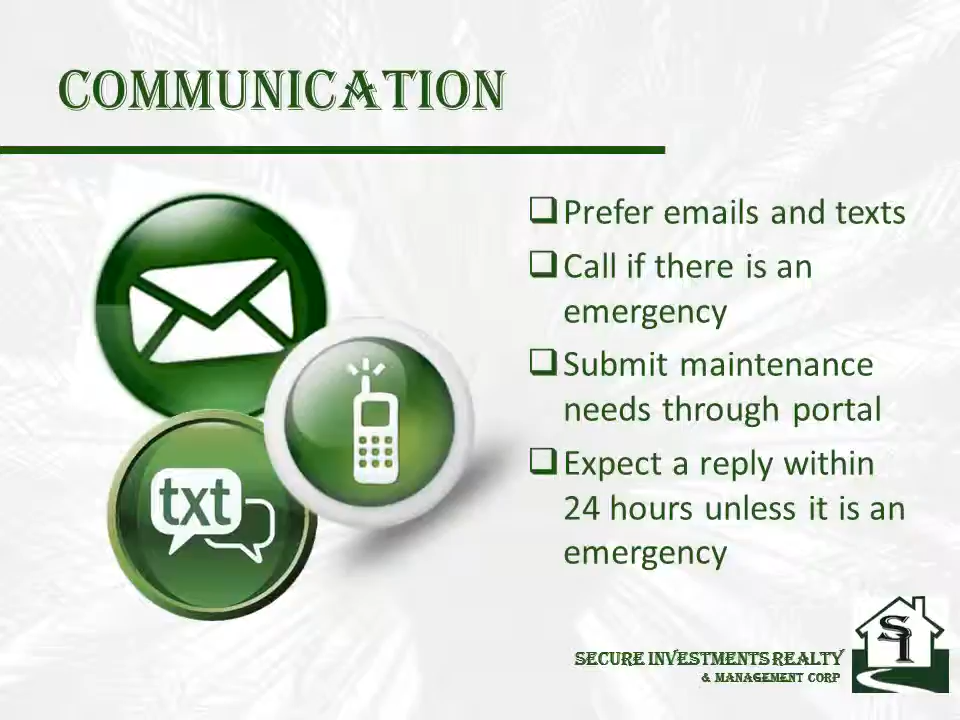 COMMUNICATION
Prefer emails and texts
Call if there is an
emergency
Submit maintenance
needs through portal
Expect a reply within
24 hours unless it is an
emergency
txt
SECURE INVESTMENTS REALTY
& MANAGEMENT CORP
SI